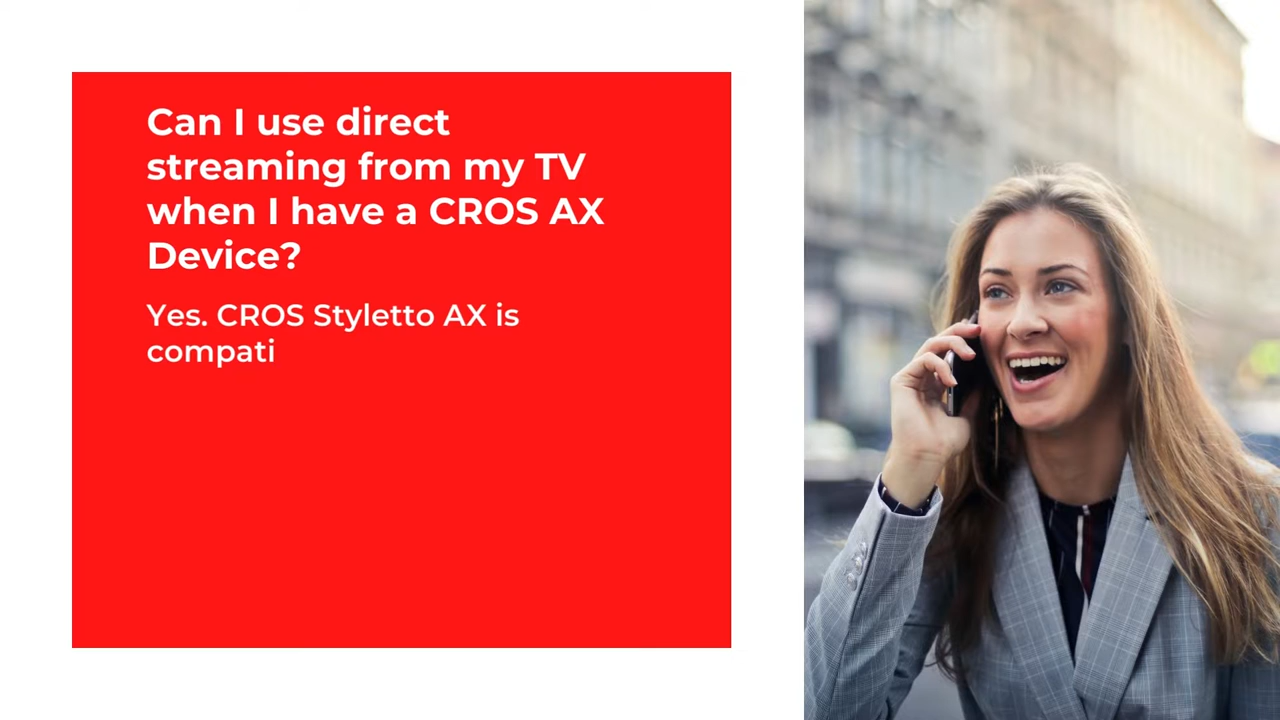 Can I use direct
streaming from my TV
when I have a CROS AX
Device?
Yes. CROS Styletto AX is
compati